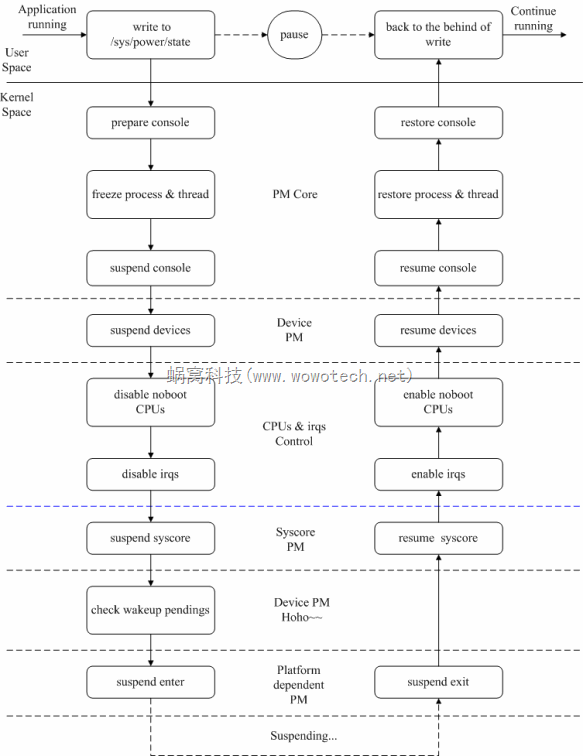 Application
running
write to
/sys/power/state
pause
back to the behind of
write
Continue
running
User
Space
Kernel
Space
prepare console
restore console
freeze process & thread
PM Core
restore process & thread
suspend console
resume console
suspend devices
Device
PM
resume devices
蜗窝科技(www.wowotech.net)
disable noboot
CPUs
enable noboot
CPUs
CPUs & irqs
Control
disable irqs
enable irqs
suspend syscore
Syscore
PM
resume syscore
check wakeup pendings
Device PM
Hoho~~
suspend enter
Platform
dependent
PM
suspend exit
Suspending...